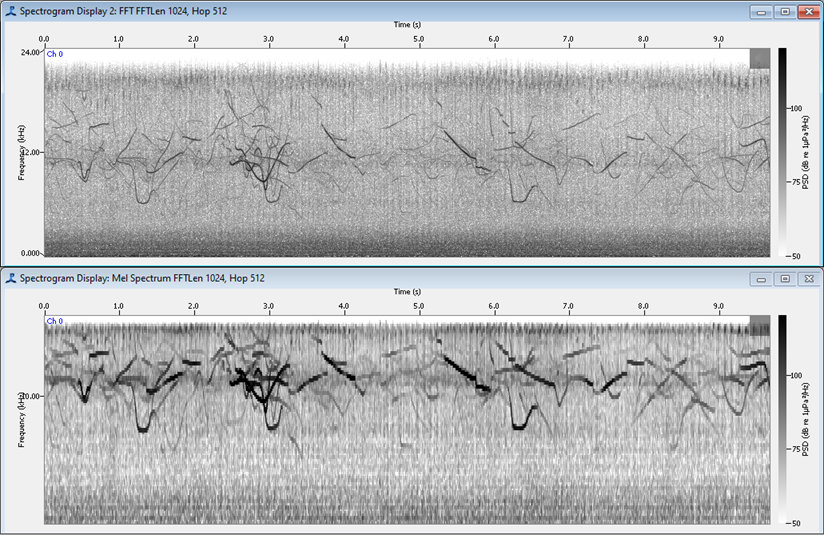 Spectrogram Display 2: FFT FFTLen 1024, Hop 512
Time (s)
0.0 1.0 2.0 3.0 4.0 5.0 6.0 7.0 8.0 9.0
Ch 0
24.00
12.00
0.000
Frequency (kHz)
100
75
50
PSD (dB re 1µPa²/Hz)
Spectrogram Display: Mel Spectrum FFTLen 1024, Hop 512
Time (s)
0.0 1.0 2.0 3.0 4.0 5.0 6.0 7.0 8.0 9.0
Ch 0
10.00
Frequency (kHz)
100
75
50
PSD (dB re 1µPa²/Hz)